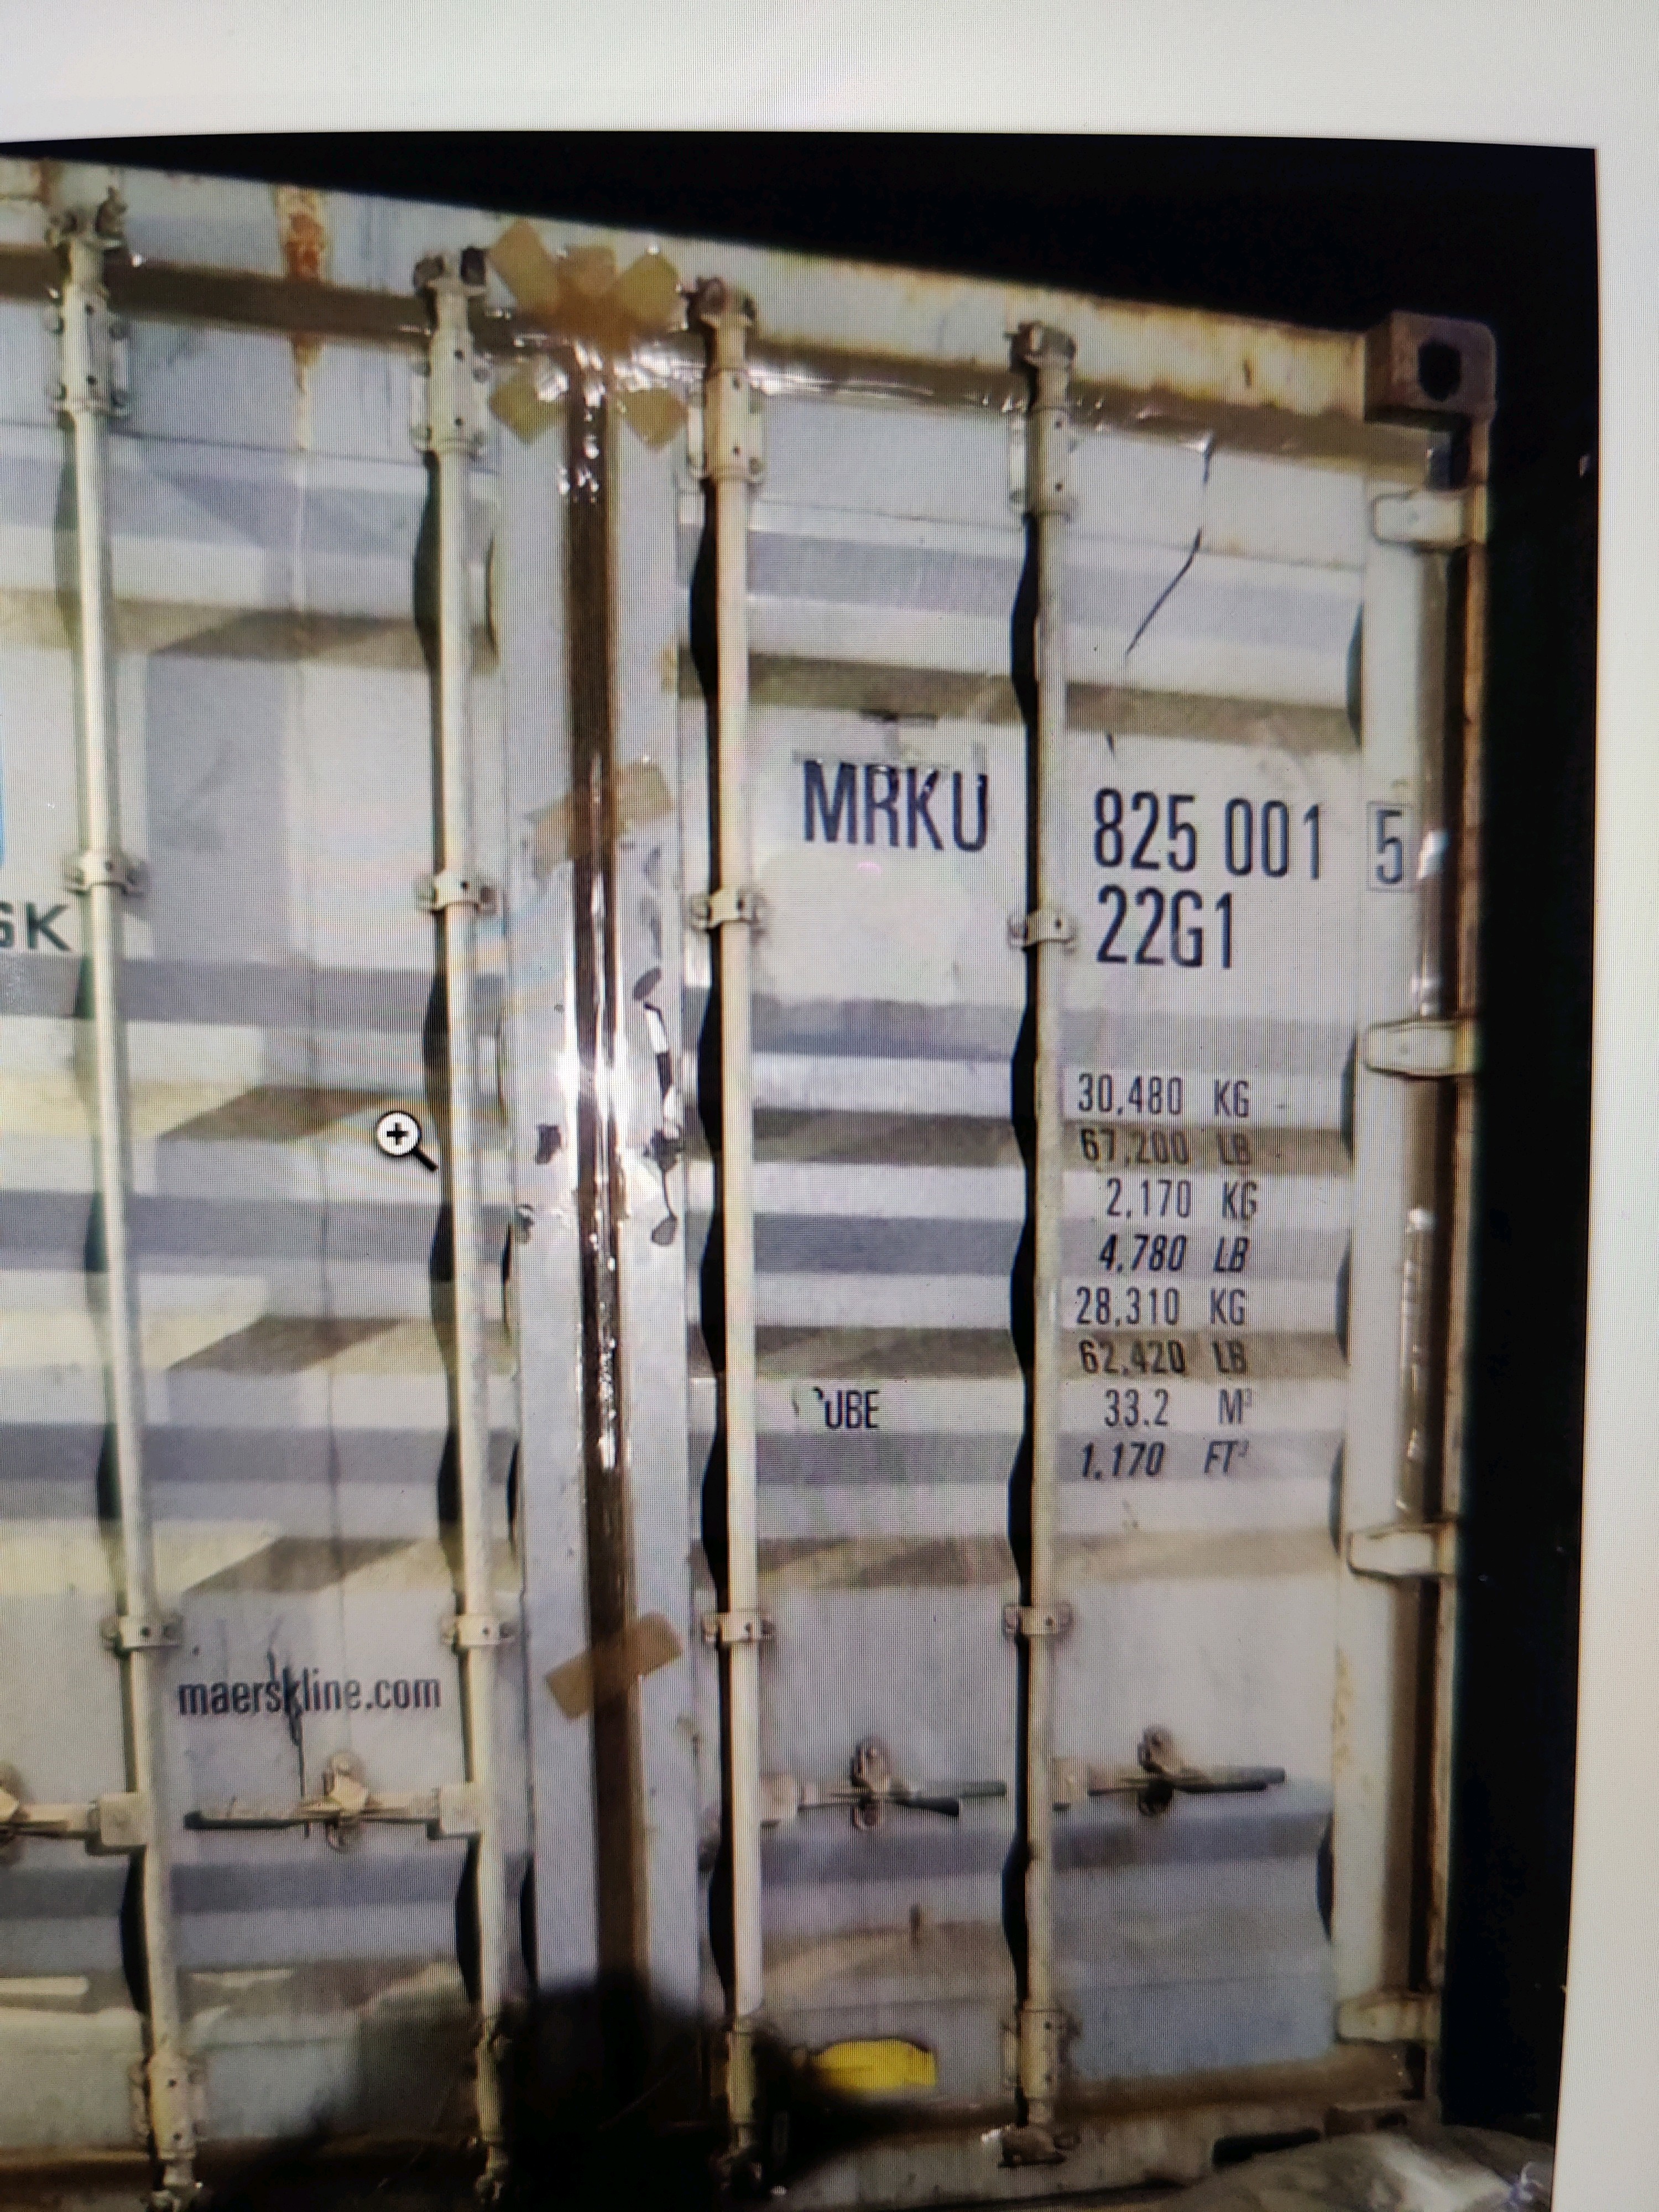 MRKU 825 001 5
22G1
30,480 KG
67,200 LB
2,170 KG
4,780 LB
28,310 KG
62,420 LB
UBE 33.2 M³
1,170 FT³
SK
maerskline.com